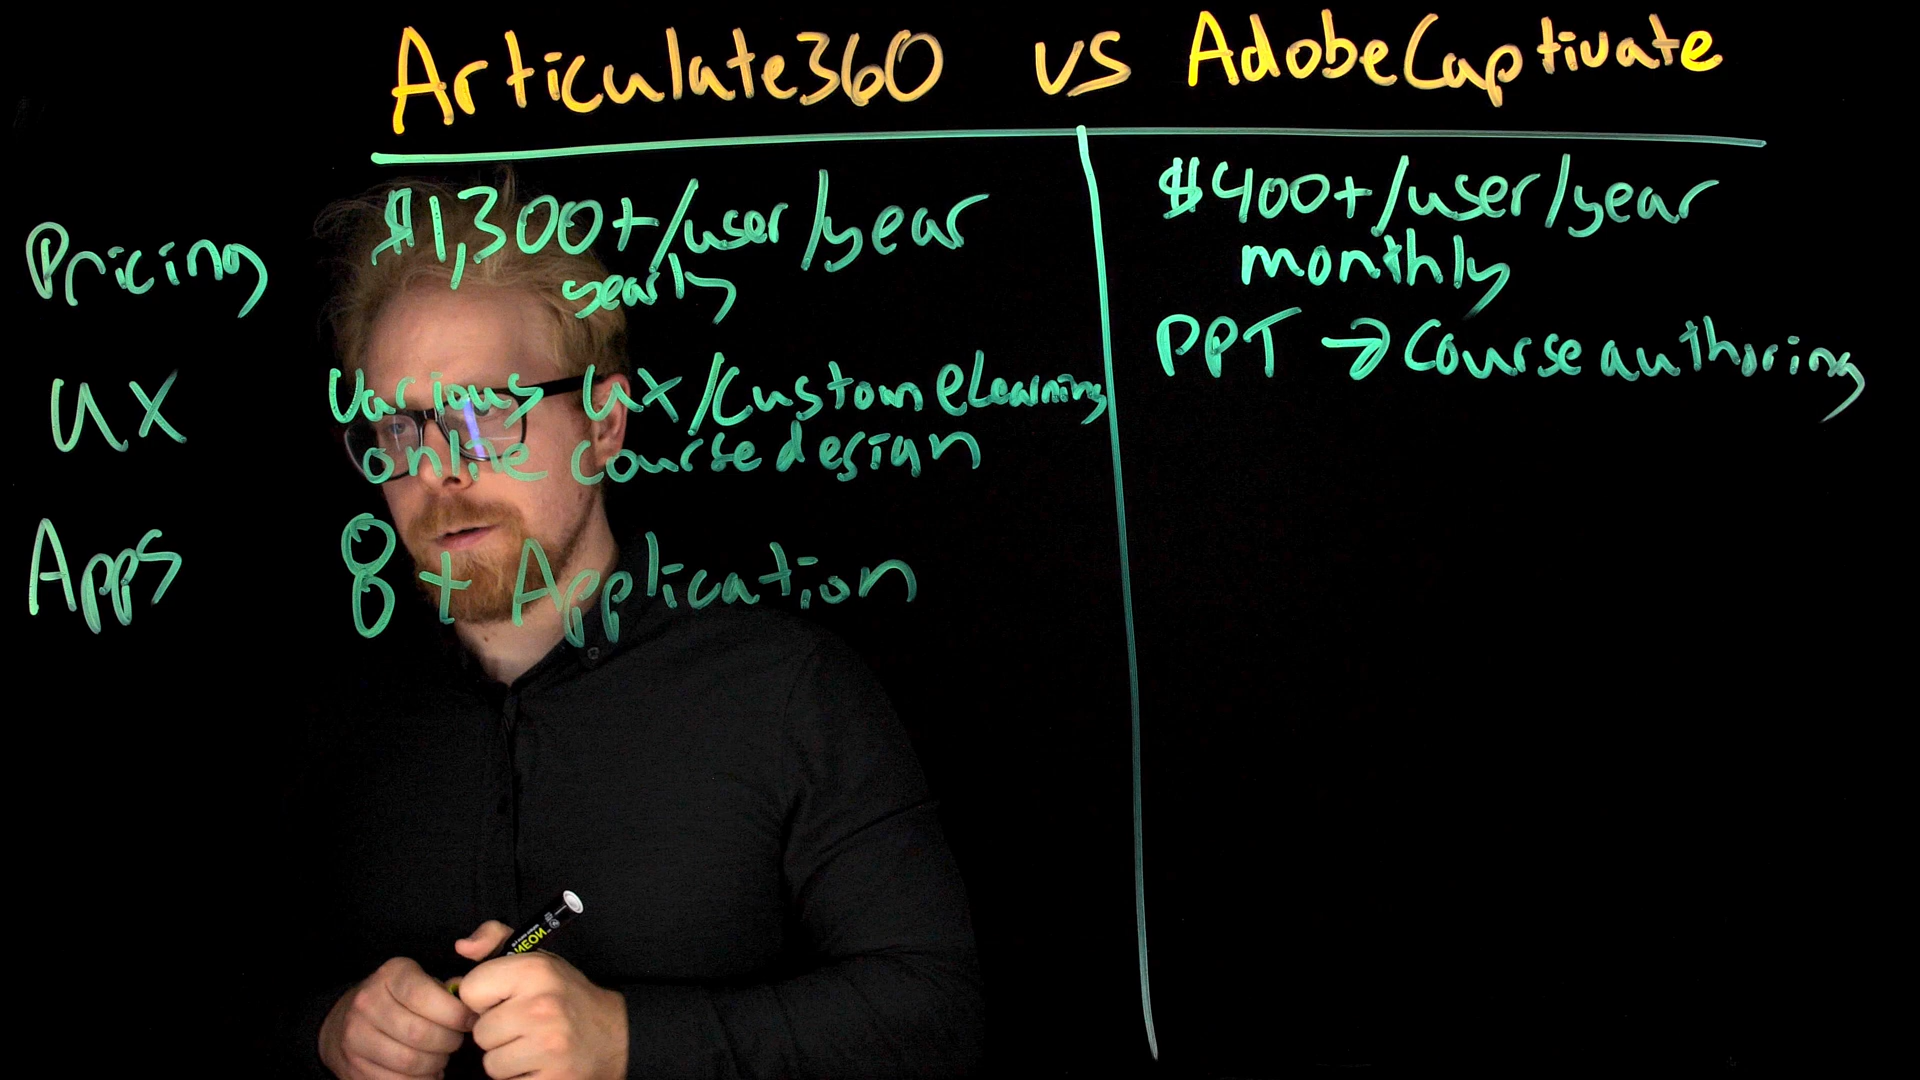 Articulate360 vs AdobeCaptivate
Pricing $1,300+/user/year $400+/user/year
yearly monthly
UX Various UX/Custom eLearning PPT → Course authoring
online course design
Apps 8+ Application
NEON